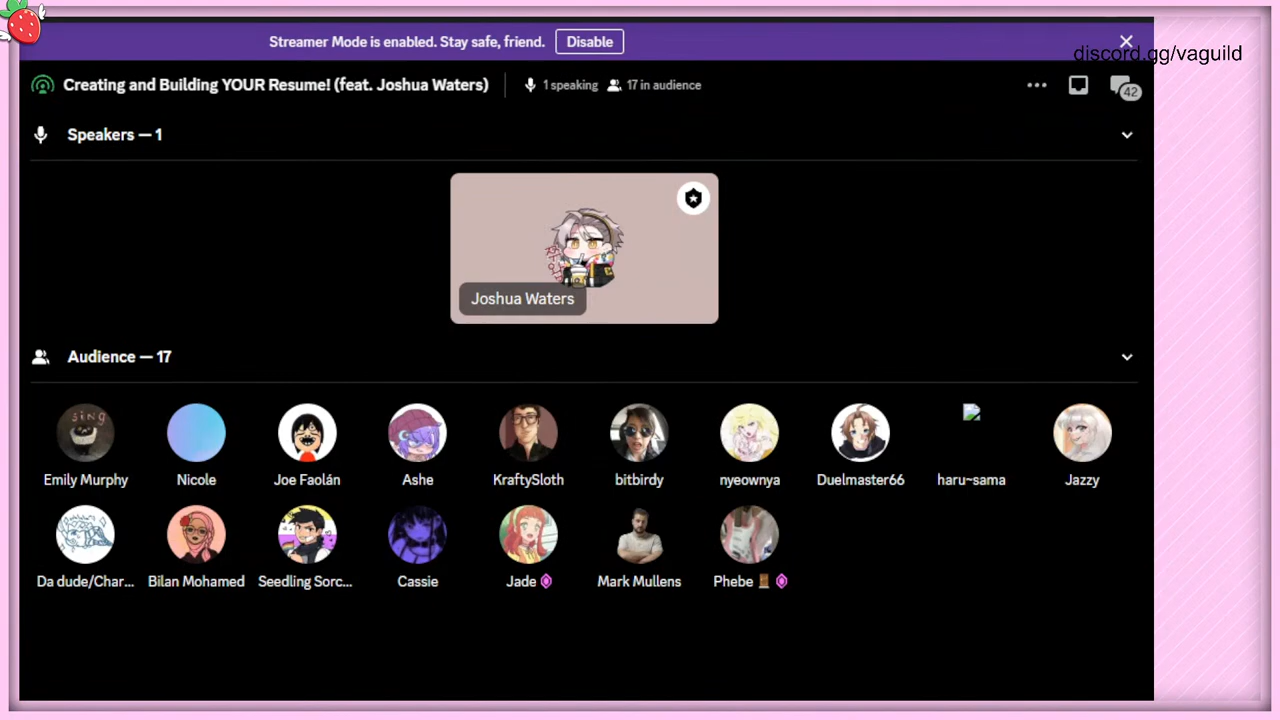 Streamer Mode is enabled. Stay safe, friend. Disable
discord.gg/vaguild
Creating and Building YOUR Resume! (feat. Joshua Waters) 1 speaking 17 in audience 42
Speakers — 1
Joshua Waters
Audience — 17
sing
Emily Murphy Nicole Joe Faolán Ashe KraftySloth bitbirdy nyeownya Duelmaster66 haru~sama Jazzy
Da dude/Char... Bilan Mohamed Seedling Sorc... Cassie Jade Mark Mullens Phebe